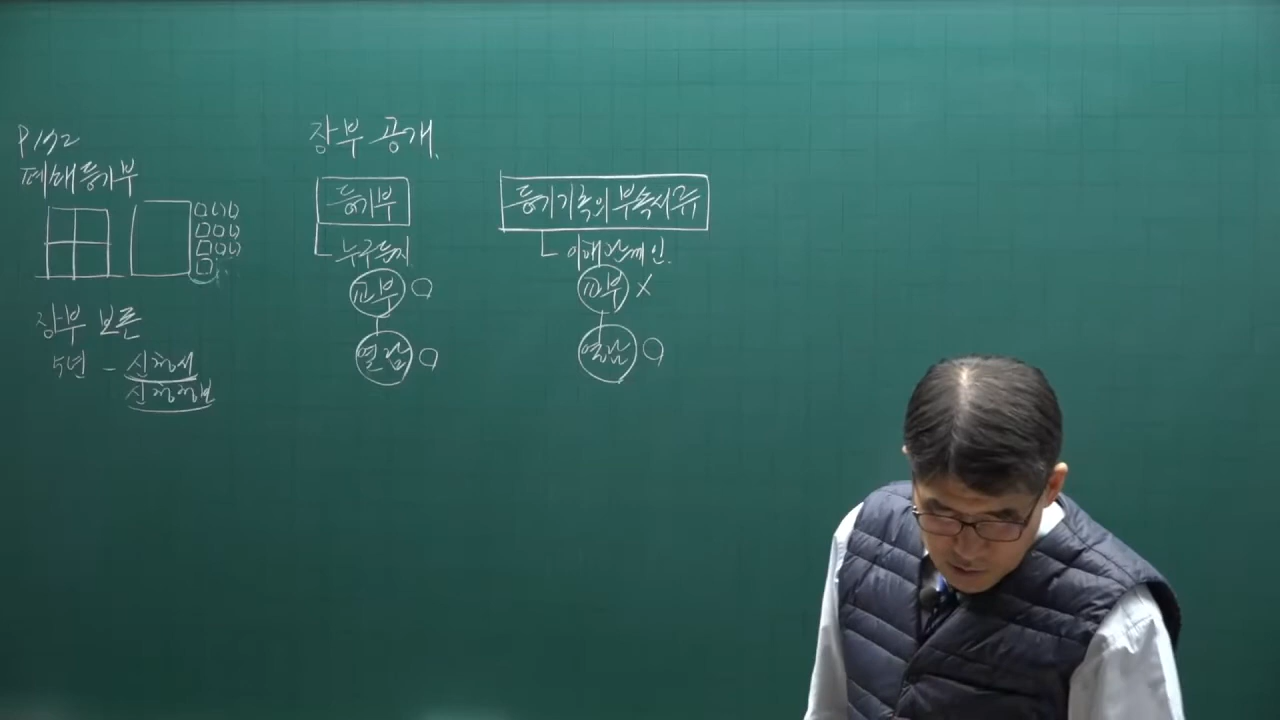 P152
폐쇄등기부
장부 보존
5년 - 신청서
신청정보
장부 공개.
등기부
누구든지
교부 ○
열람 ○
등기기록의 부속서류
이해관계인.
교부 X
열람 ○